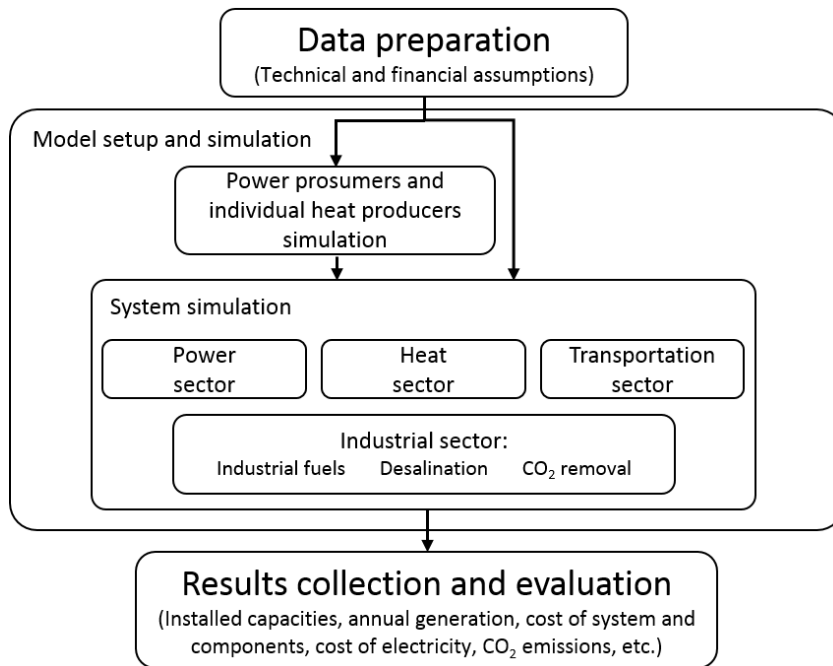 Data preparation
(Technical and financial assumptions)
Model setup and simulation
Power prosumers and
individual heat producers
simulation
System simulation
Power
sector
Heat
sector
Transportation
sector
Industrial sector:
Industrial fuels Desalination CO₂ removal
Results collection and evaluation
(Installed capacities, annual generation, cost of system and
components, cost of electricity, CO₂ emissions, etc.)